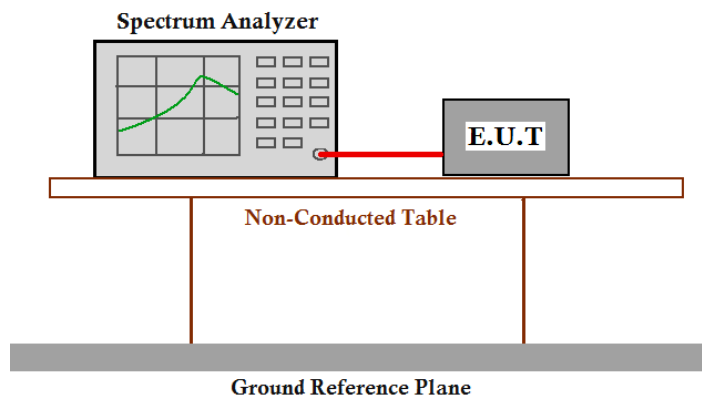 Spectrum Analyzer
E.U.T
Non-Conducted Table
Ground Reference Plane